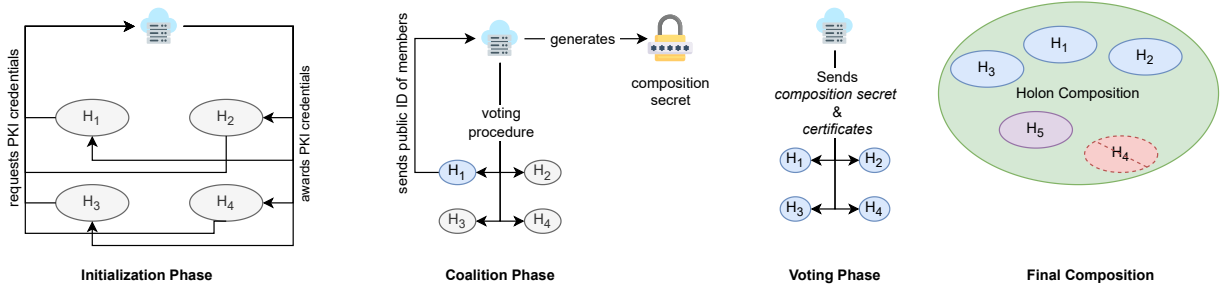 requests PKI credentials
H1
H2
H3
H4
awards PKI credentials
Initialization Phase
sends public ID of members
generates
*****
composition
secret
voting
procedure
H1
H2
H3
H4
Coalition Phase
Sends
composition secret
&
certificates
H1
H2
H3
H4
Voting Phase
H1
H2
H3
Holon Composition
H5
H4
Final Composition